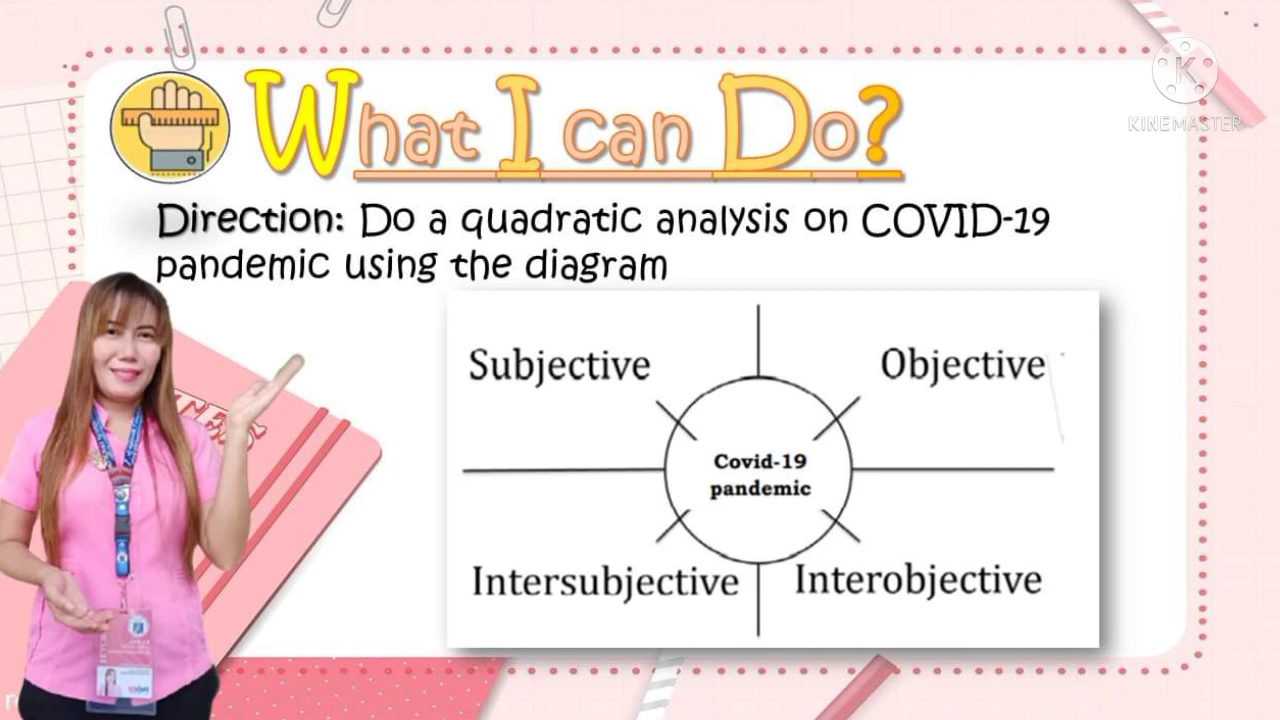 What I can Do?
KINEMASTER
Direction: Do a quadratic analysis on COVID-19
pandemic using the diagram
Subjective
Objective
Covid-19
pandemic
Intersubjective
Interobjective